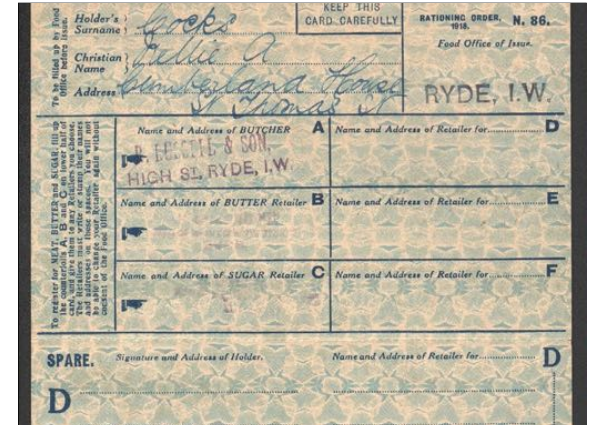 To be filled up by Food
Office before issue.
Holder's
Surname
Cocks
Christian
Name
A
Address
Cumberland House
St Thomas St
KEEP THIS
CARD CAREFULLY
RATIONING ORDER,
1918.
N. 86.
Food Office of Issue.
RYDE, I.W.
To register for MEAT, BUTTER and SUGAR, fill up
the counterfoils A, B and C on lower half of
card, and give them to any Retailers you choose.
The Retailers must write or stamp their names
and addresses on those spaces. You will not
be able to change your Retailer again without
consent of the Food Office.
Name and Address of BUTCHER A
& SON,
HIGH ST, RYDE, I.W.
Name and Address of Retailer for D
Name and Address of BUTTER Retailer B
Name and Address of Retailer for E
Name and Address of SUGAR Retailer C
Name and Address of Retailer for F
SPARE.
Signature and Address of Holder.
Name and Address of Retailer for D
D